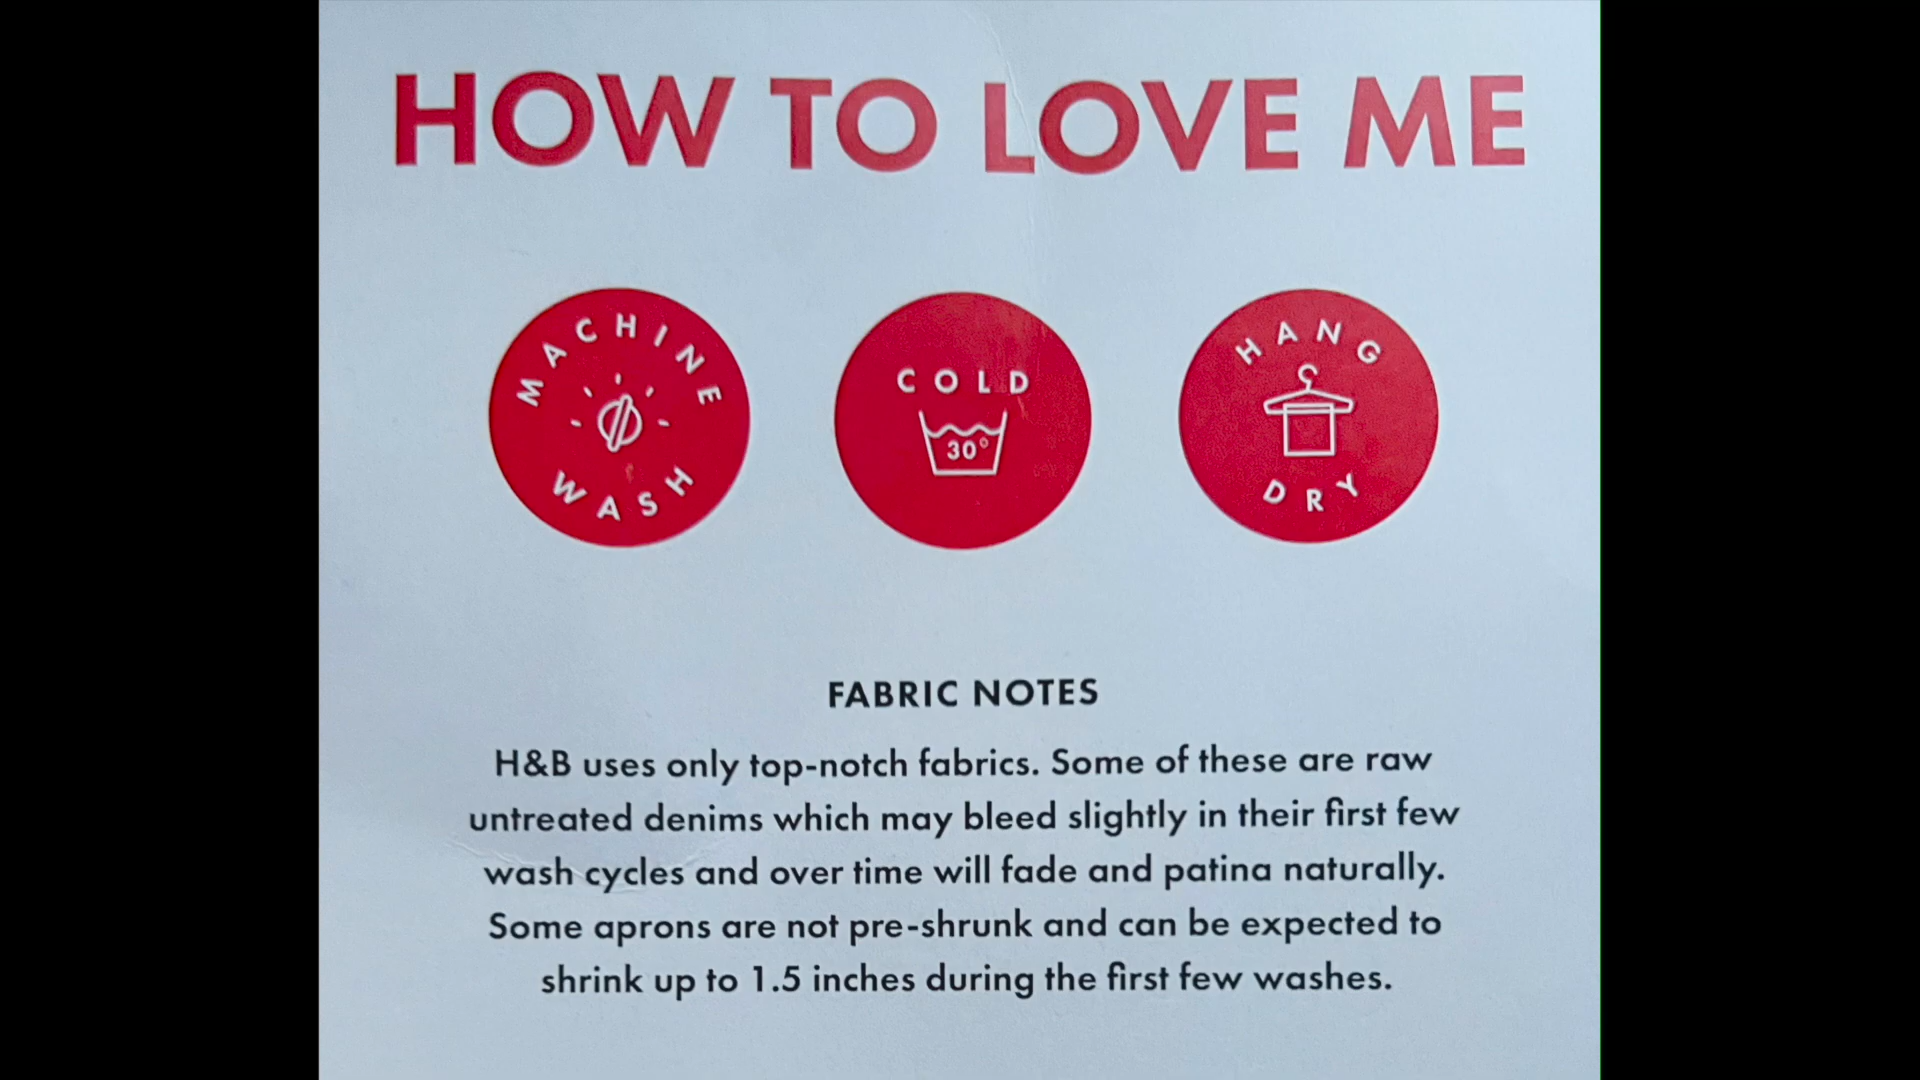 HOW TO LOVE ME
MACHINE
WASH
COLD
30°
HANG
DRY
FABRIC NOTES
H&B uses only top-notch fabrics. Some of these are raw
untreated denims which may bleed slightly in their first few
wash cycles and over time will fade and patina naturally.
Some aprons are not pre-shrunk and can be expected to
shrink up to 1.5 inches during the first few washes.